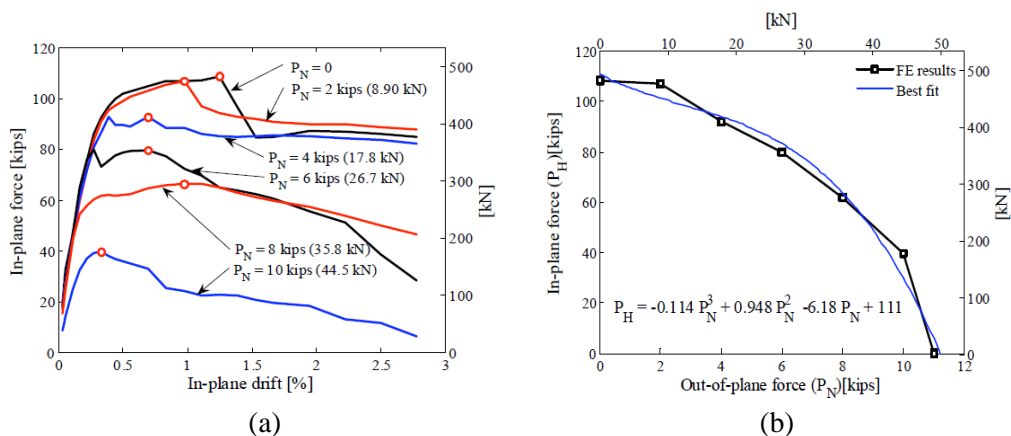 [kN]
0 10 20 30 40 50
120
100
80
60
40
20
0
In-plane force [kips]
P_N = 0
P_N = 2 kips (8.90 kN)
P_N = 4 kips (17.8 kN)
P_N = 6 kips (26.7 kN)
P_N = 8 kips (35.8 kN)
P_N = 10 kips (44.5 kN)
500
400
300
200
100
0
[kN]
0 0.5 1 1.5 2 2.5 3
In-plane drift [%]
(a)
120
100
80
60
40
20
0
In-plane force (P_H)[kips]
FE results
Best fit
P_H = -0.114 P_N^3 + 0.948 P_N^2 -6.18 P_N + 111
500
400
300
200
100
0
[kN]
0 2 4 6 8 10 12
Out-of-plane force (P_N)[kips]
(b)